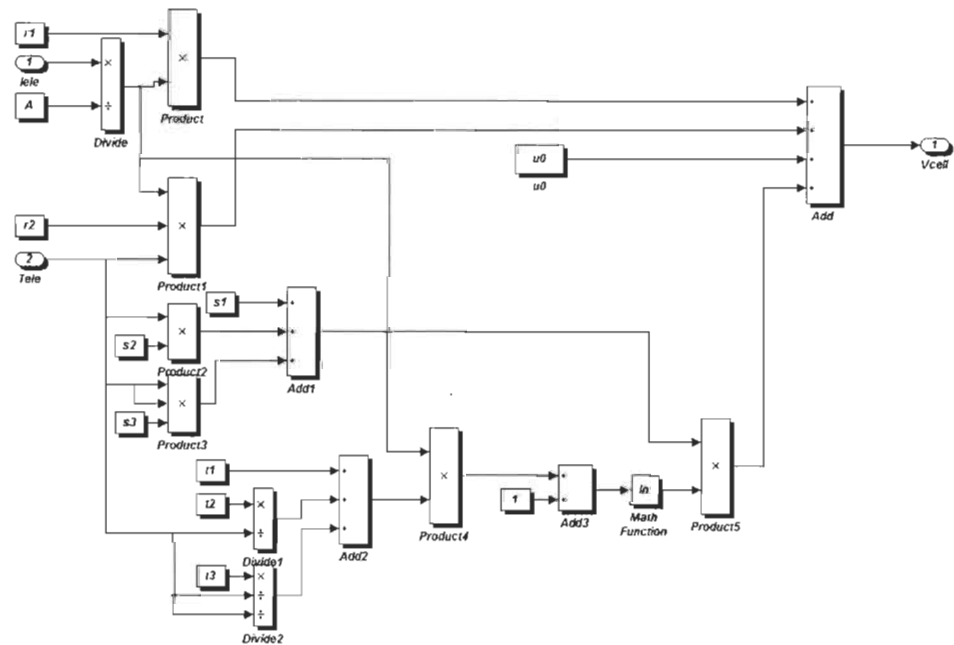 r1
1
Iele
A
×
÷
Divide
×
Product
r2
2
Tele
×
Product1
u0
u0
Add
1
Vcell
s1
s2
×
Product2
s3
×
Product3
Add1
t1
t2
×
÷
Divide1
t3
×
÷
÷
Divide2
Add2
×
Product4
1
Add3
ln
Math
Function
×
Product5